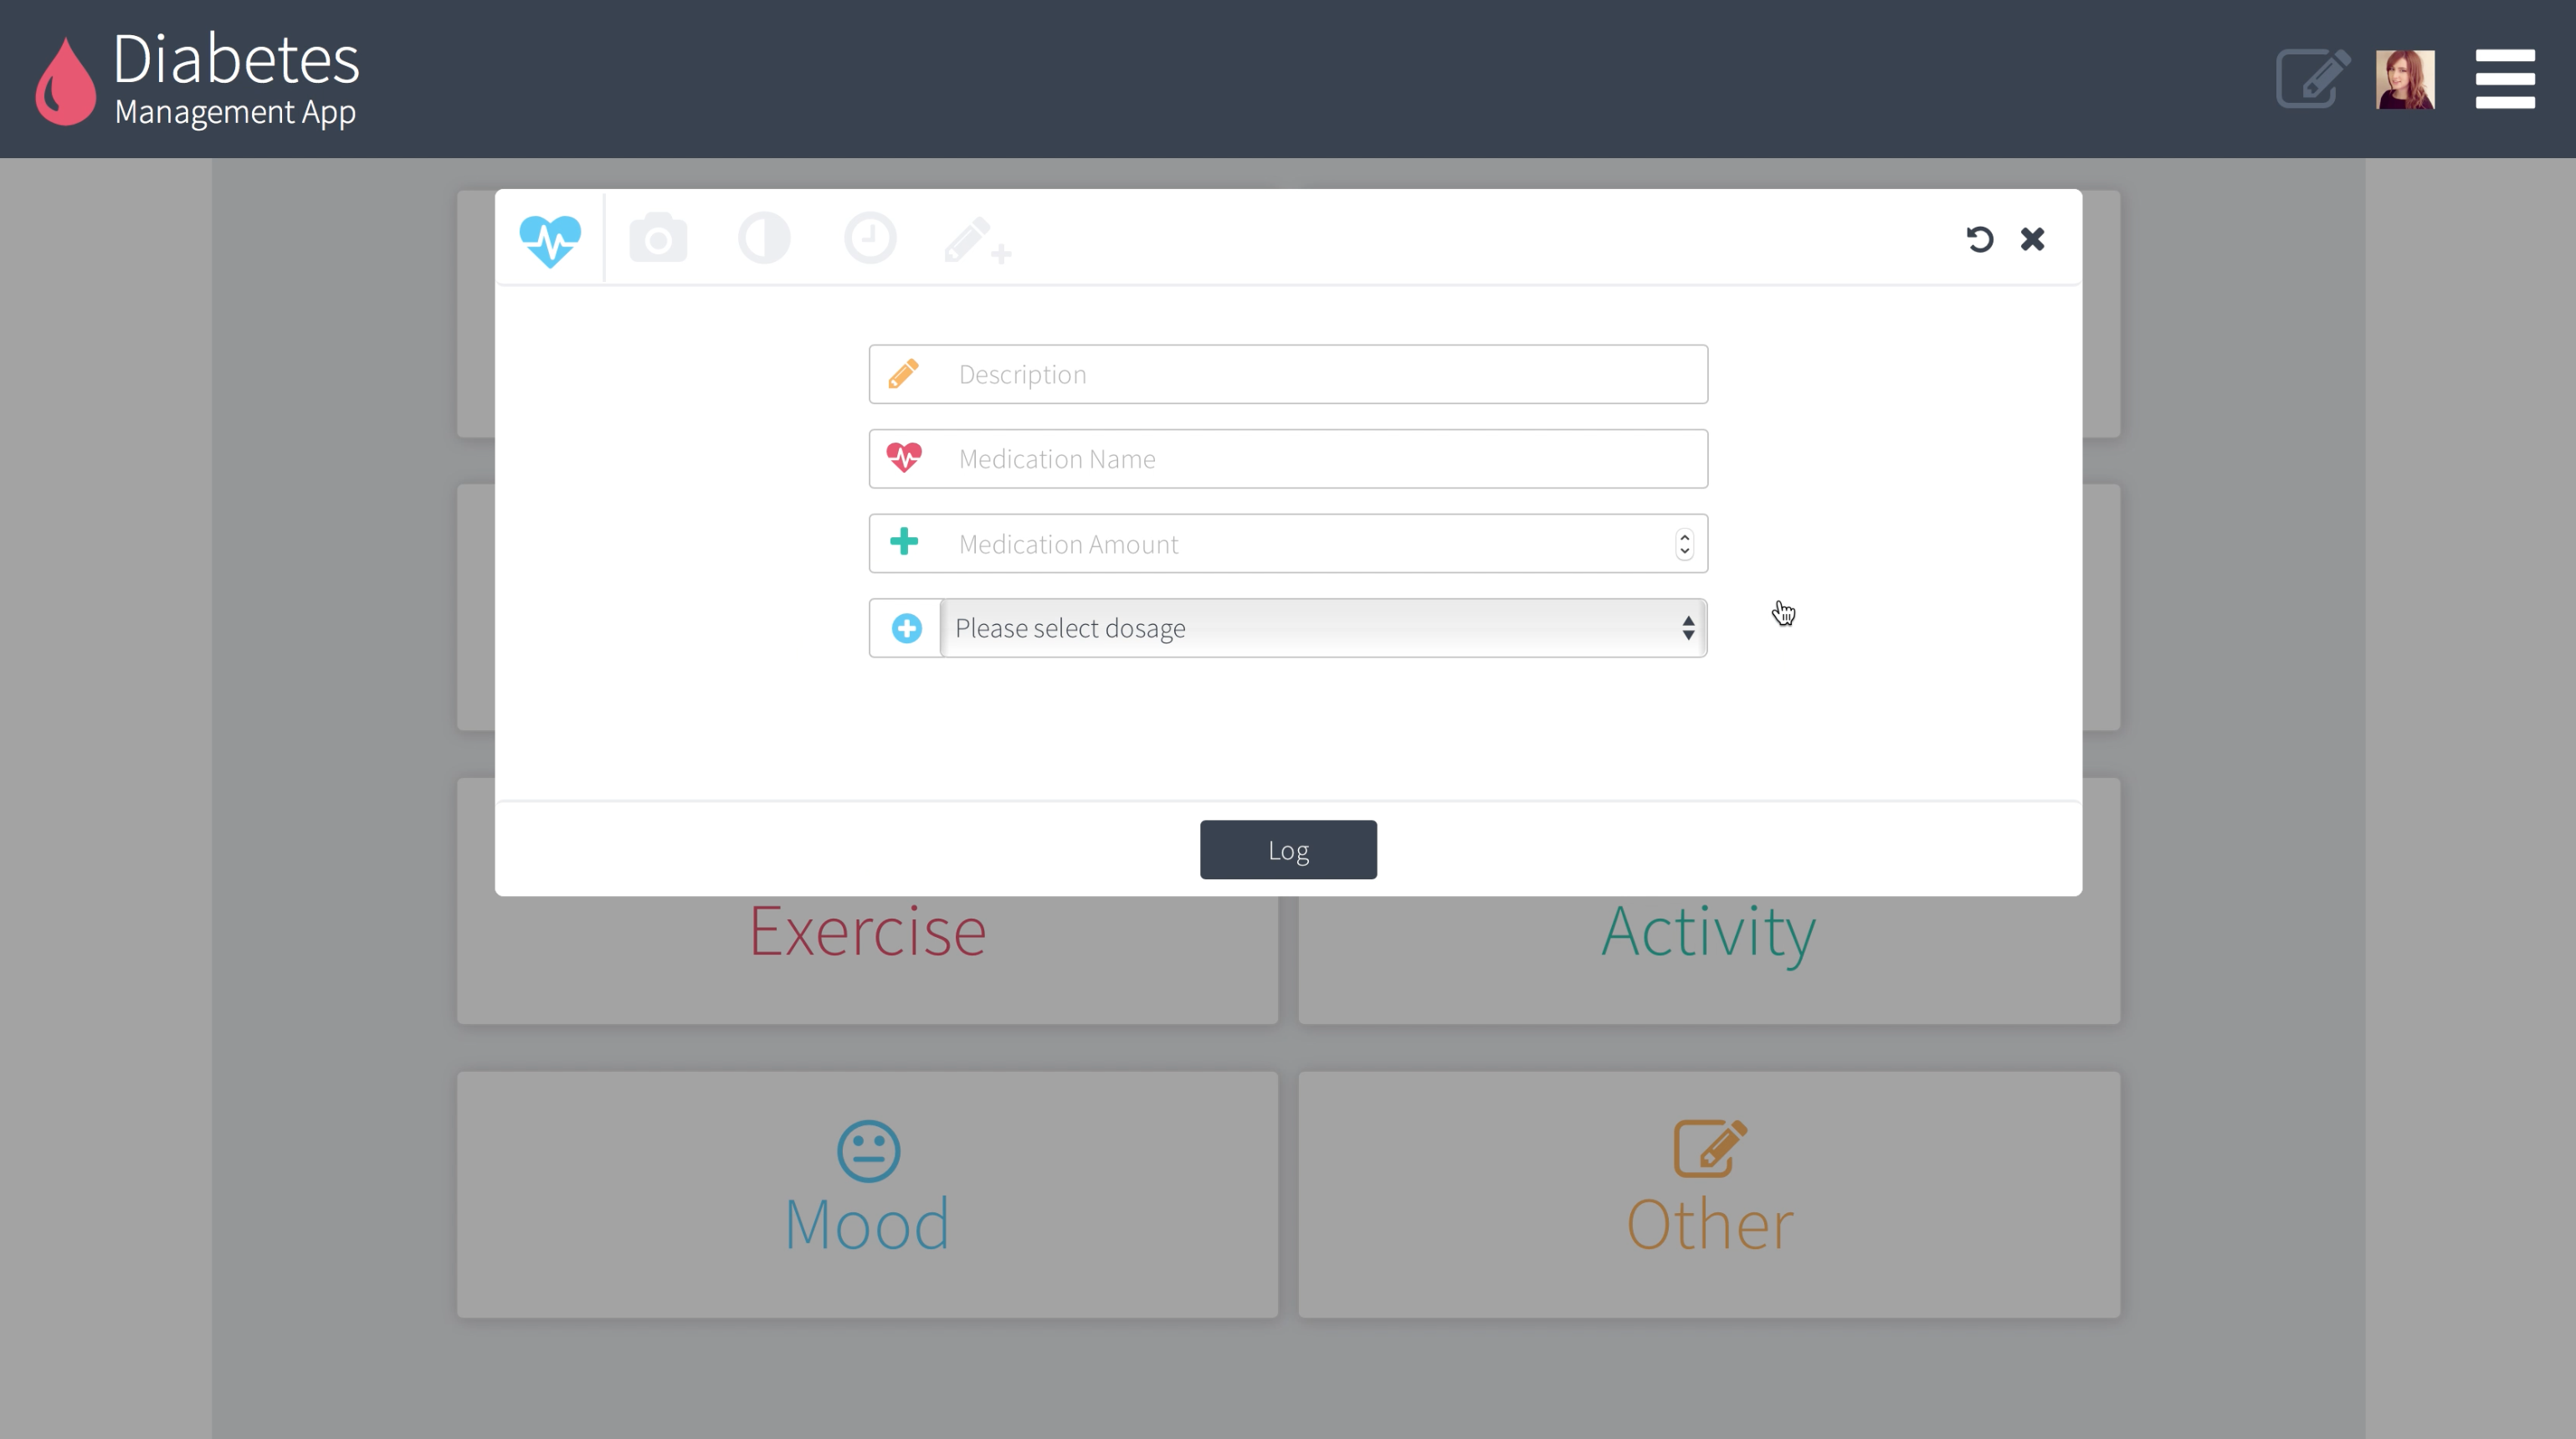 Diabetes
Management App
Description
Medication Name
Medication Amount
Please select dosage
Log
Exercise
Activity
Mood
Other